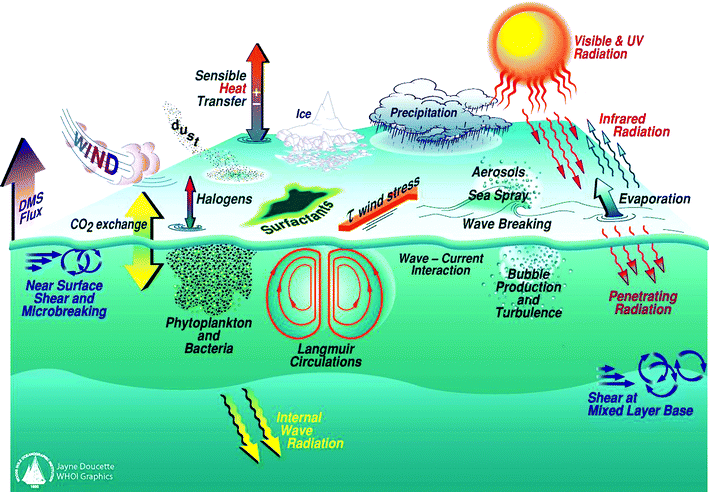 Visible & UV
Radiation
Sensible
Heat
Transfer
+
−
Ice
Precipitation
Infrared
Radiation
WIND
dust
DMS
Flux
CO2 exchange
Halogens
Surfactants
τ wind stress
Aerosols
Sea Spray
Wave Breaking
Evaporation
Near Surface
Shear and
Microbreaking
Phytoplankton
and
Bacteria
Langmuir
Circulations
Wave – Current
Interaction
Bubble
Production
and
Turbulence
Penetrating
Radiation
Shear at
Mixed Layer Base
Internal
Wave
Radiation
Jayne Doucette
WHOI Graphics